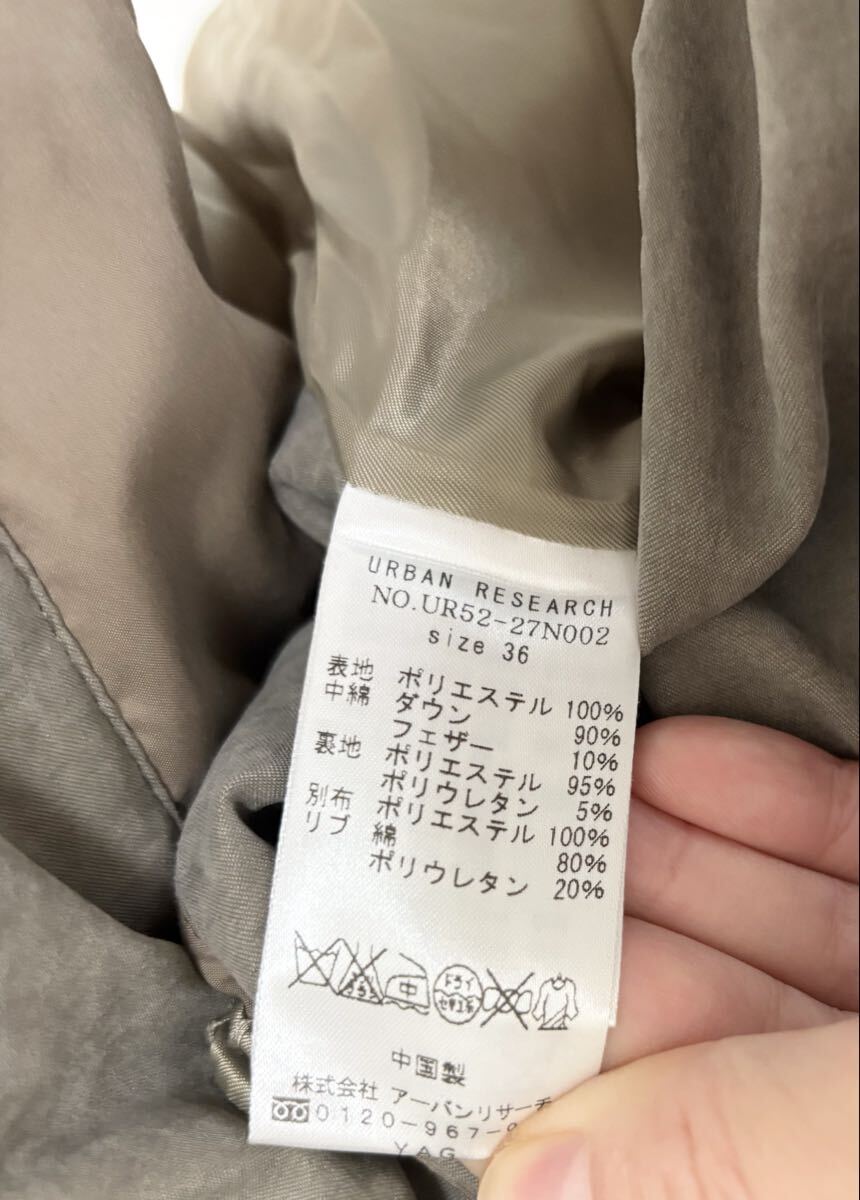 URBAN RESEARCH
NO.UR52-27N002
size 36
表地 ポリエステル 100%
中綿 ダウン 90%
フェザー 10%
裏地 ポリエステル 95%
ポリウレタン 5%
別布 ポリエステル 100%
リブ 綿 80%
ポリウレタン 20%
中
ドライ
中国製
株式会社 アーバンリサーチ
0120-967-
YAG